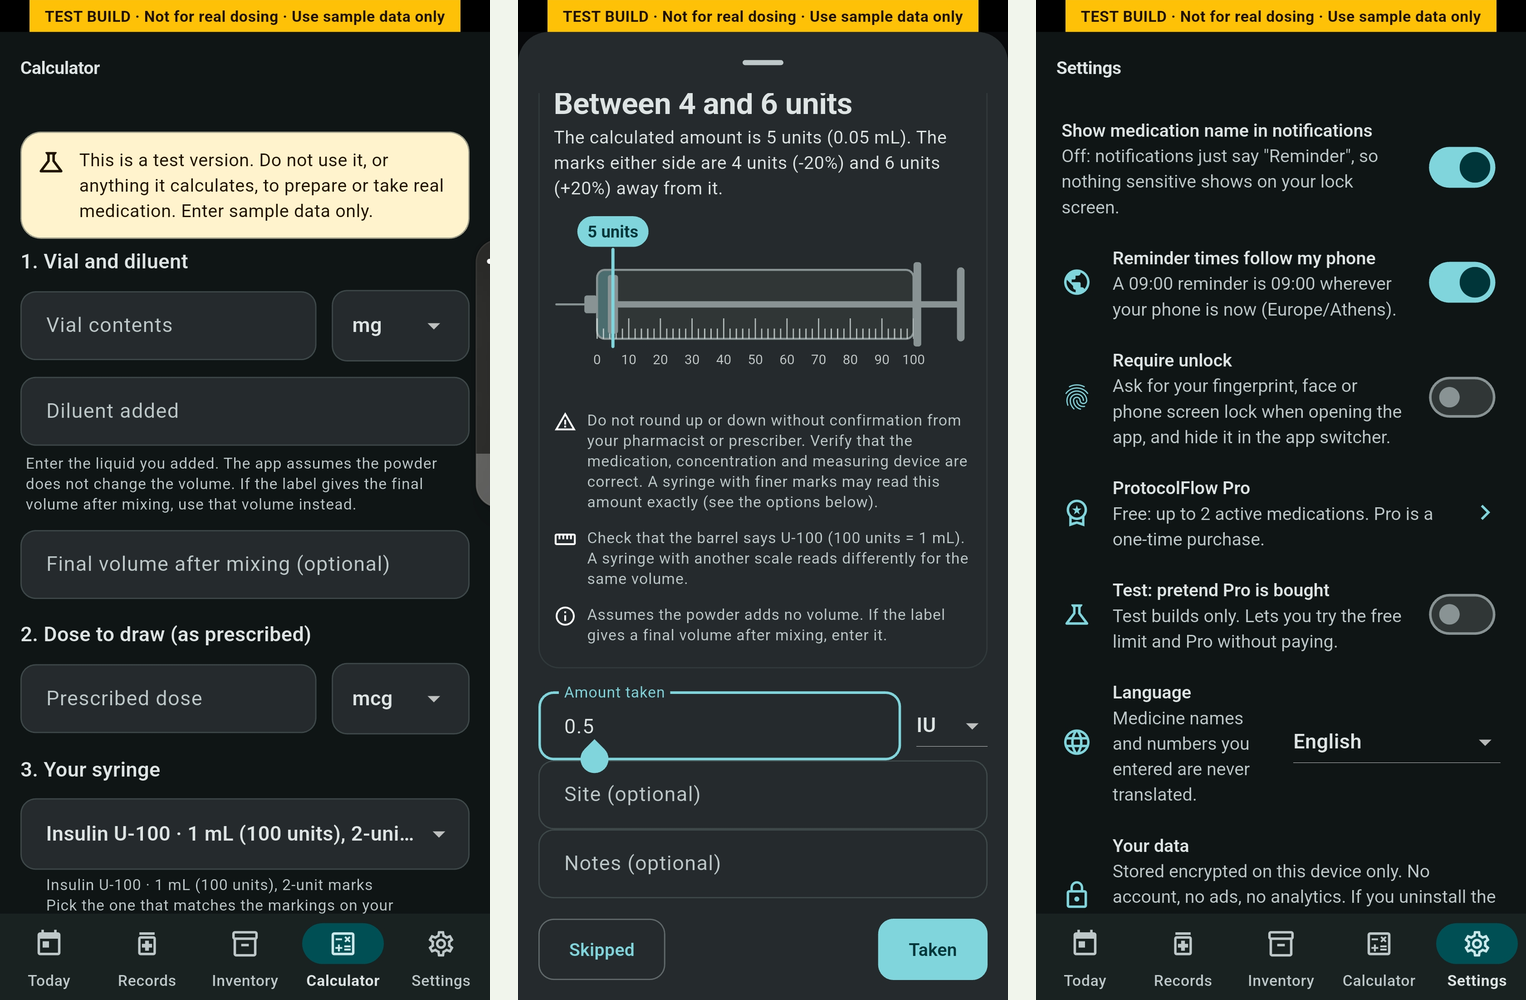 TEST BUILD · Not for real dosing · Use sample data only
Calculator
This is a test version. Do not use it, or
anything it calculates, to prepare or take real
medication. Enter sample data only.
1. Vial and diluent
Vial contents
mg
Diluent added
Enter the liquid you added. The app assumes the powder
does not change the volume. If the label gives the final
volume after mixing, use that volume instead.
Final volume after mixing (optional)
2. Dose to draw (as prescribed)
Prescribed dose
mcg
3. Your syringe
Insulin U-100 · 1 mL (100 units), 2-uni...
Insulin U-100 · 1 mL (100 units), 2-unit marks
Pick the one that matches the markings on your
Today
Records
Inventory
Calculator
Settings
TEST BUILD · Not for real dosing · Use sample data only
Between 4 and 6 units
The calculated amount is 5 units (0.05 mL). The
marks either side are 4 units (-20%) and 6 units
(+20%) away from it.
5 units
0 10 20 30 40 50 60 70 80 90 100
Do not round up or down without confirmation from
your pharmacist or prescriber. Verify that the
medication, concentration and measuring device are
correct. A syringe with finer marks may read this
amount exactly (see the options below).
Check that the barrel says U-100 (100 units = 1 mL).
A syringe with another scale reads differently for the
same volume.
Assumes the powder adds no volume. If the label
gives a final volume after mixing, enter it.
Amount taken
0.5
IU
Site (optional)
Notes (optional)
Skipped
Taken
TEST BUILD · Not for real dosing · Use sample data only
Settings
Show medication name in notifications
Off: notifications just say "Reminder", so
nothing sensitive shows on your lock
screen.
Reminder times follow my phone
A 09:00 reminder is 09:00 wherever
your phone is now (Europe/Athens).
Require unlock
Ask for your fingerprint, face or
phone screen lock when opening the
app, and hide it in the app switcher.
ProtocolFlow Pro
Free: up to 2 active medications. Pro is a
one-time purchase.
Test: pretend Pro is bought
Test builds only. Lets you try the free
limit and Pro without paying.
Language
Medicine names
and numbers you
entered are never
translated.
English
Your data
Stored encrypted on this device only. No
account, no ads, no analytics. If you uninstall the
Today
Records
Inventory
Calculator
Settings